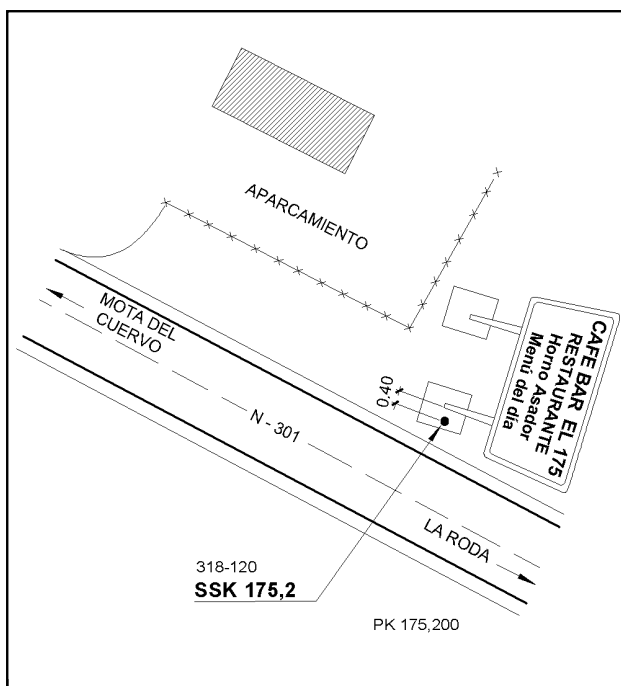 APARCAMIENTO
MOTA DEL
CUERVO
CAFE BAR EL 175
RESTAURANTE
Horno Asador
Menú del día
0.40
N - 301
LA RODA
318-120
SSK 175,2
PK 175,200